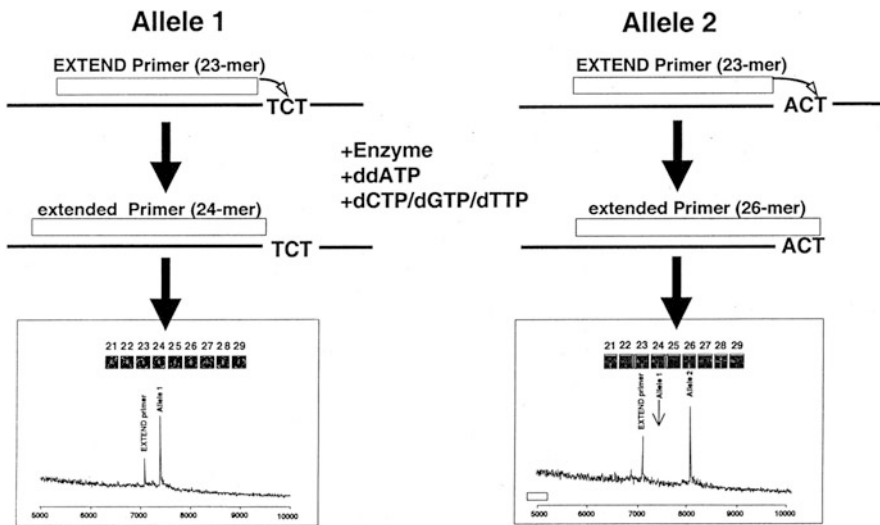 Allele 1
Allele 2
EXTEND Primer (23-mer)
EXTEND Primer (23-mer)
TCT
ACT
+Enzyme
+ddATP
+dCTP/dGTP/dTTP
extended Primer (24-mer)
extended Primer (26-mer)
TCT
ACT
21 22 23 24 25 26 27 28 29
EXTEND primer
Allele 1
5000 6000 7000 8000 9000 10000
21 22 23 24 25 26 27 28 29
EXTEND primer
Allele 1
Allele 2
5000 6000 7000 8000 9000 10000